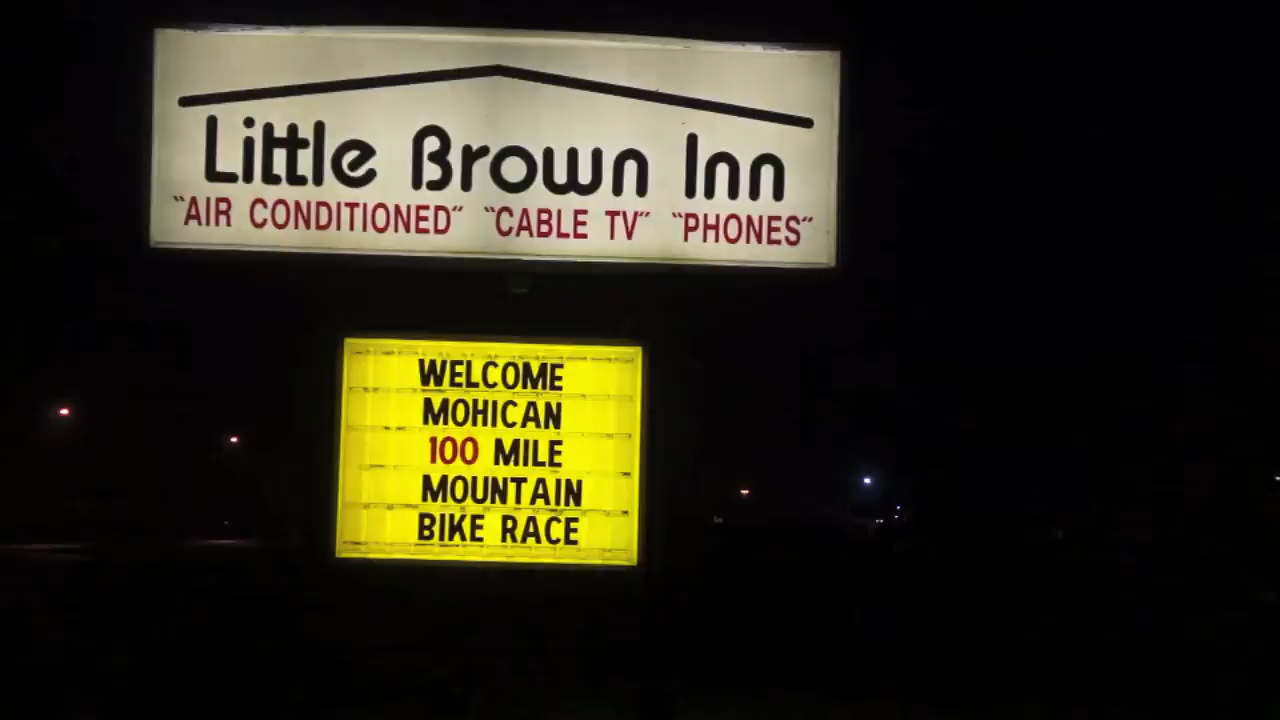 Little Brown Inn
"AIR CONDITIONED" "CABLE TV" "PHONES"
WELCOME
MOHICAN
100 MILE
MOUNTAIN
BIKE RACE